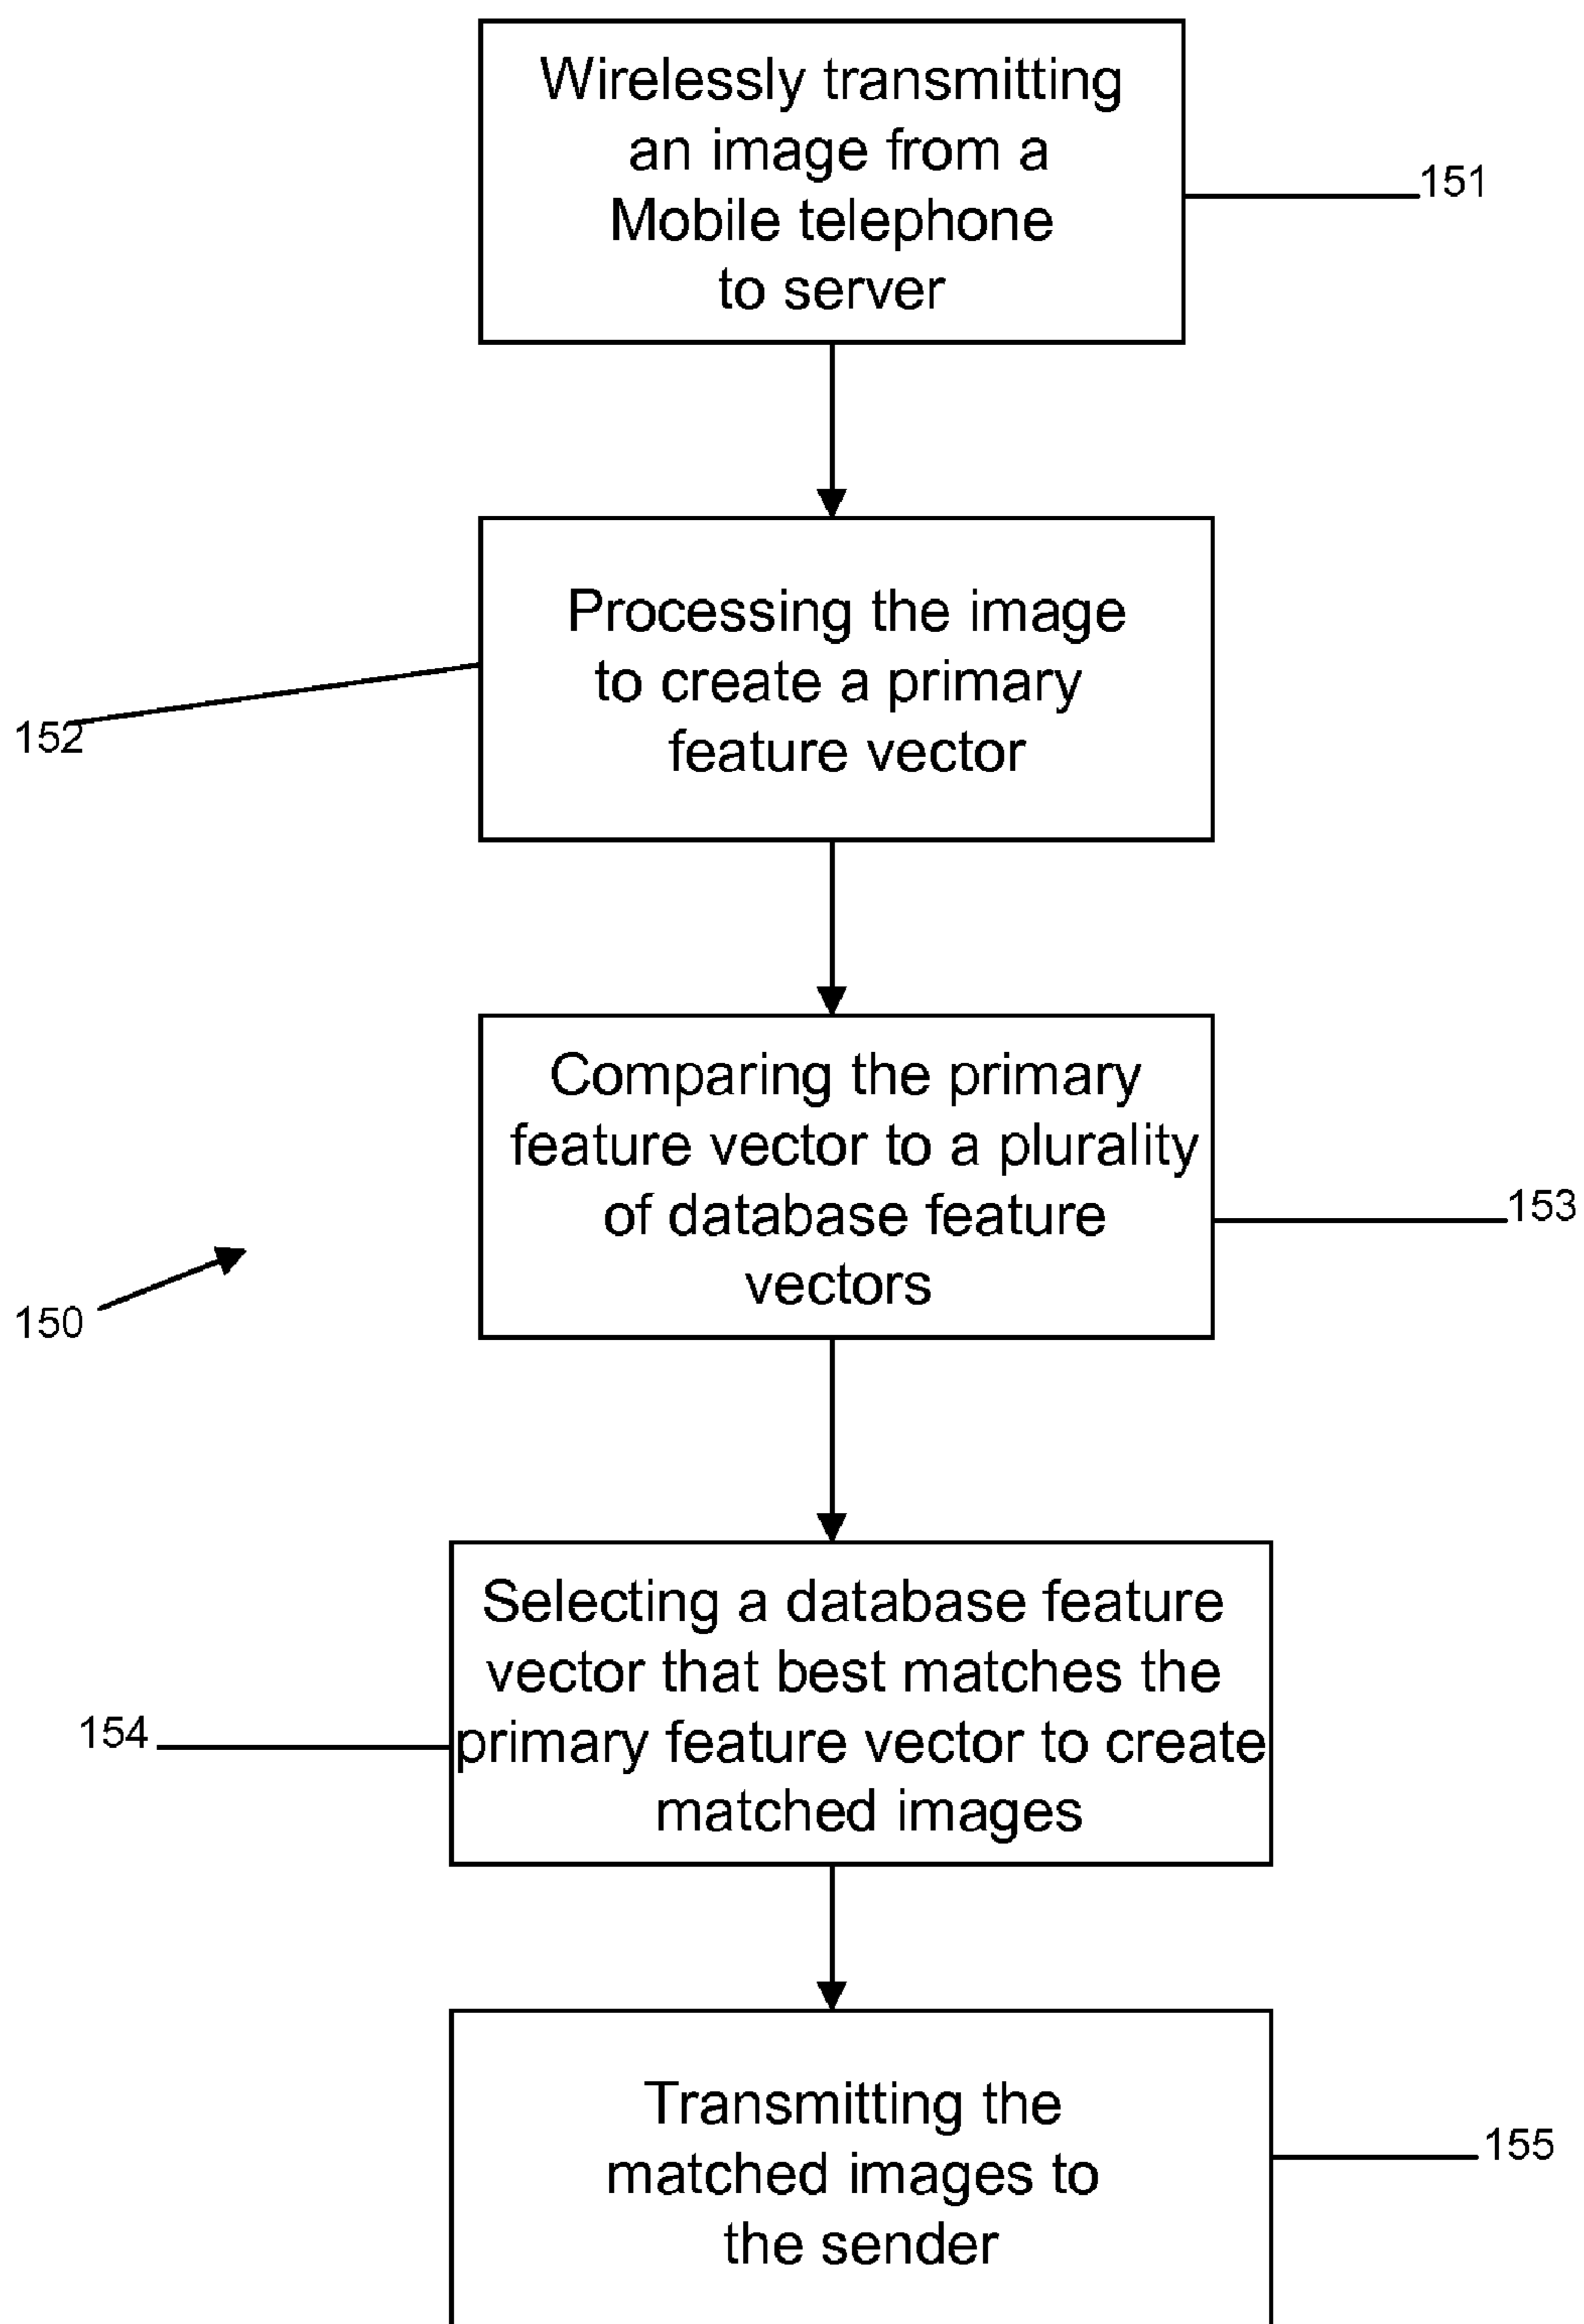 Wirelessly transmitting
an image from a
Mobile telephone
to server
151
Processing the image
to create a primary
feature vector
152
Comparing the primary
feature vector to a plurality
of database feature
vectors
153
150
Selecting a database feature
vector that best matches the
primary feature vector to create
matched images
154
Transmitting the
matched images to
the sender
155